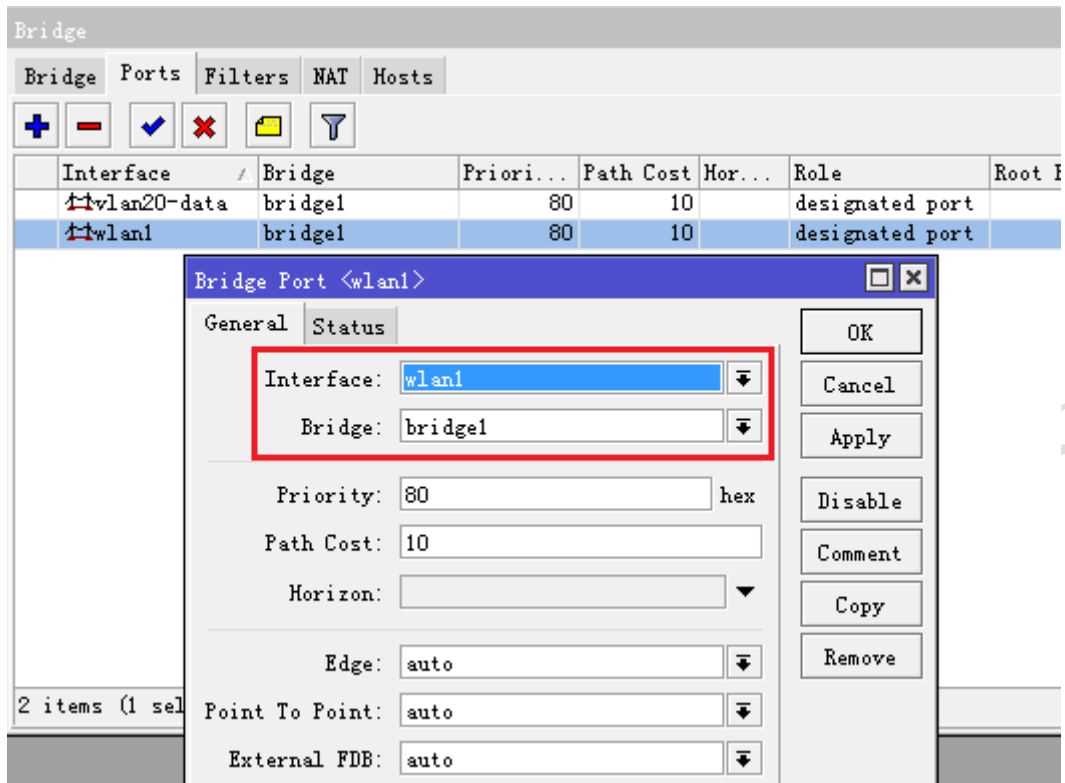 Bridge
Bridge Ports Filters NAT Hosts
Interface Bridge Priori... Path Cost Hor... Role Root
vlan20-data bridge1 80 10 designated port
wlan1 bridge1 80 10 designated port
Bridge Port <wlan1>
General Status
OK
Interface: wlan1
Cancel
Bridge: bridge1
Apply
Priority: 80 hex
Disable
Path Cost: 10
Comment
Horizon:
Copy
Edge: auto
Remove
2 items (1 sel
Point To Point: auto
External FDB: auto